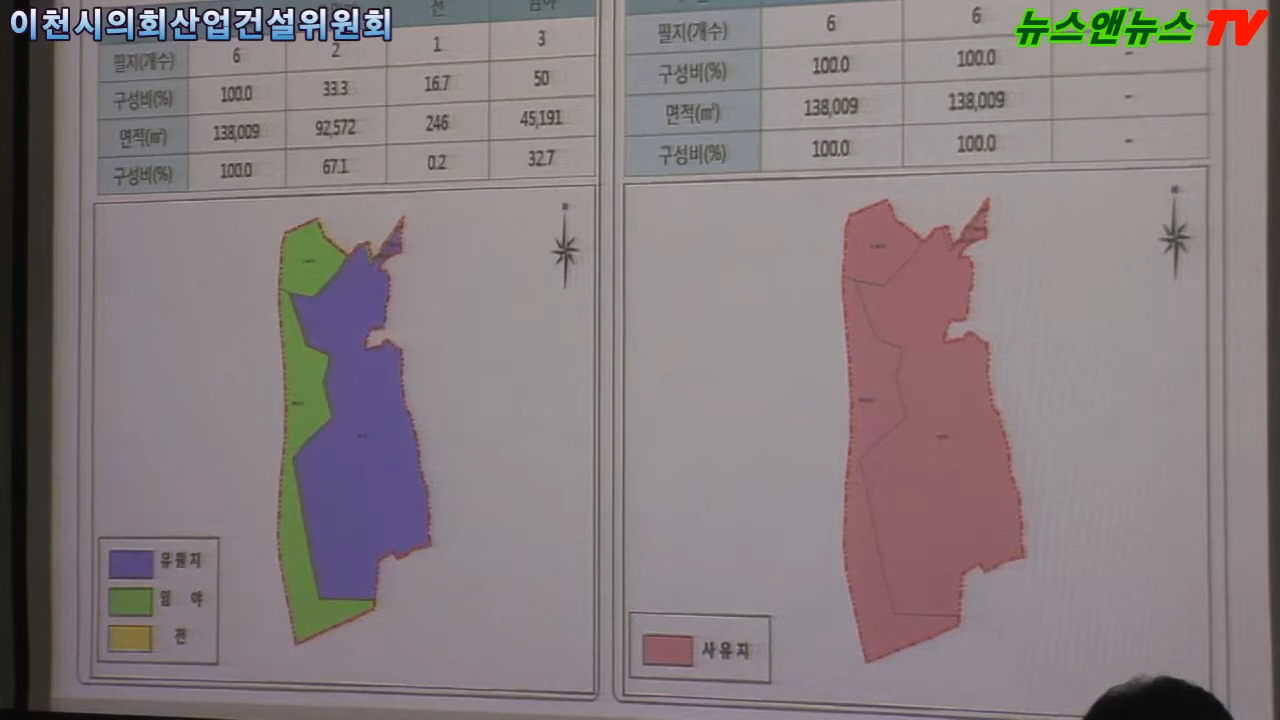 이천시의회산업건설위원회
뉴스앤뉴스 TV
전
필지(개수) 6 2 1 3
구성비(%) 100.0 33.3 16.7 50
면적(㎡) 138,009 92,572 246 45,191
구성비(%) 100.0 67.1 0.2 32.7
유원지
임 야
전
필지(개수) 6 6 -
구성비(%) 100.0 100.0 -
면적(㎡) 138,009 138,009 -
구성비(%) 100.0 100.0 -
사유지